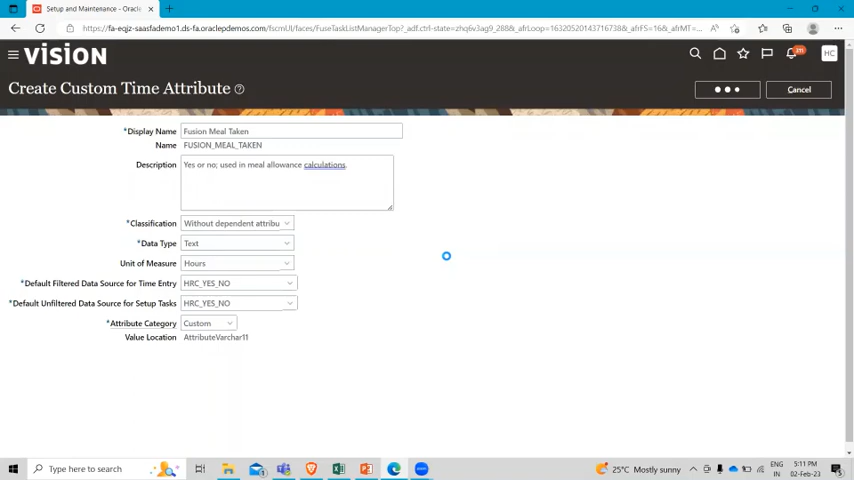 Setup and Maintenance - Oracle
https://fa-eqjz-saasfademo1.ds-fa.oraclepdemos.com/fscmUI/faces/FuseTaskListManagerTop?_adf.ctrl-state=zhq6v3ag9_288&_afrLoop=16320520143716738&_afrFS=16&_afrMT=...
VISION
HC
Create Custom Time Attribute
Cancel
*Display Name Fusion Meal Taken
Name FUSION_MEAL_TAKEN
Description Yes or no; used in meal allowance calculations.
*Classification Without dependent attribu
*Data Type Text
Unit of Measure Hours
*Default Filtered Data Source for Time Entry HRC_YES_NO
*Default Unfiltered Data Source for Setup Tasks HRC_YES_NO
*Attribute Category Custom
Value Location AttributeVarchar11
Type here to search
25°C Mostly sunny
ENG
IN
5:11 PM
02-Feb-23